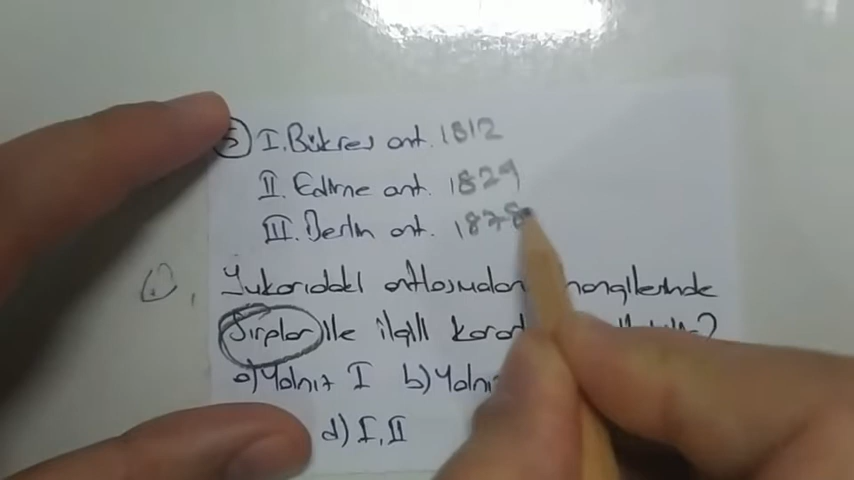 5 I. Bükreş ant. 1812
II. Edirne ant. 1829
III. Berlin ant. 1878
Yukarıdaki antlaşmaların hangilerinde
Sırplar ile ilgili
a) Yalnız I b) Yalnız
d) I, II